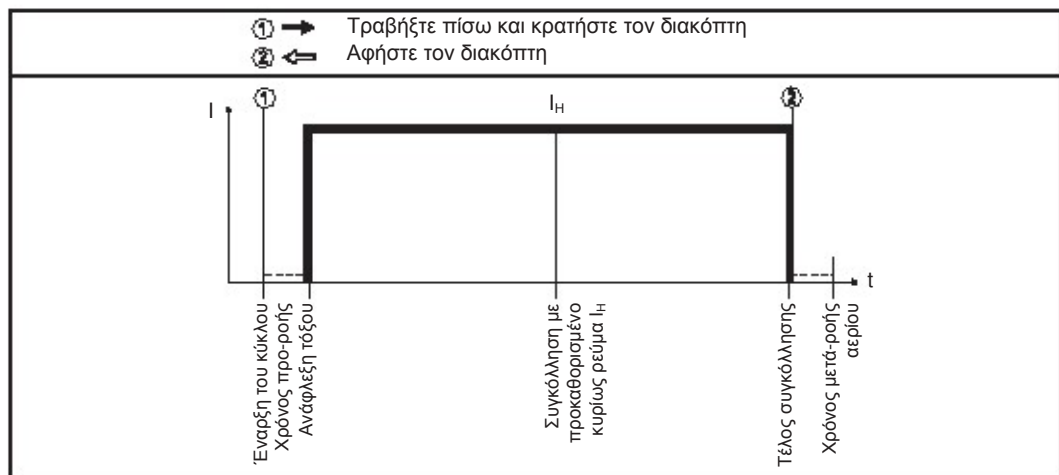 ① Τραβήξτε πίσω και κρατήστε τον διακόπτη
② Αφήστε τον διακόπτη
I
①
I_H
②
t
Έναρξη του κύκλου
Χρόνος προ-ροής
Ανάφλεξη τόξου
Συγκόλληση με
προκαθορισμένο
κυρίως ρεύμα I_H
Τέλος συγκόλλησης
Χρόνος μετά-ροής
αερίου